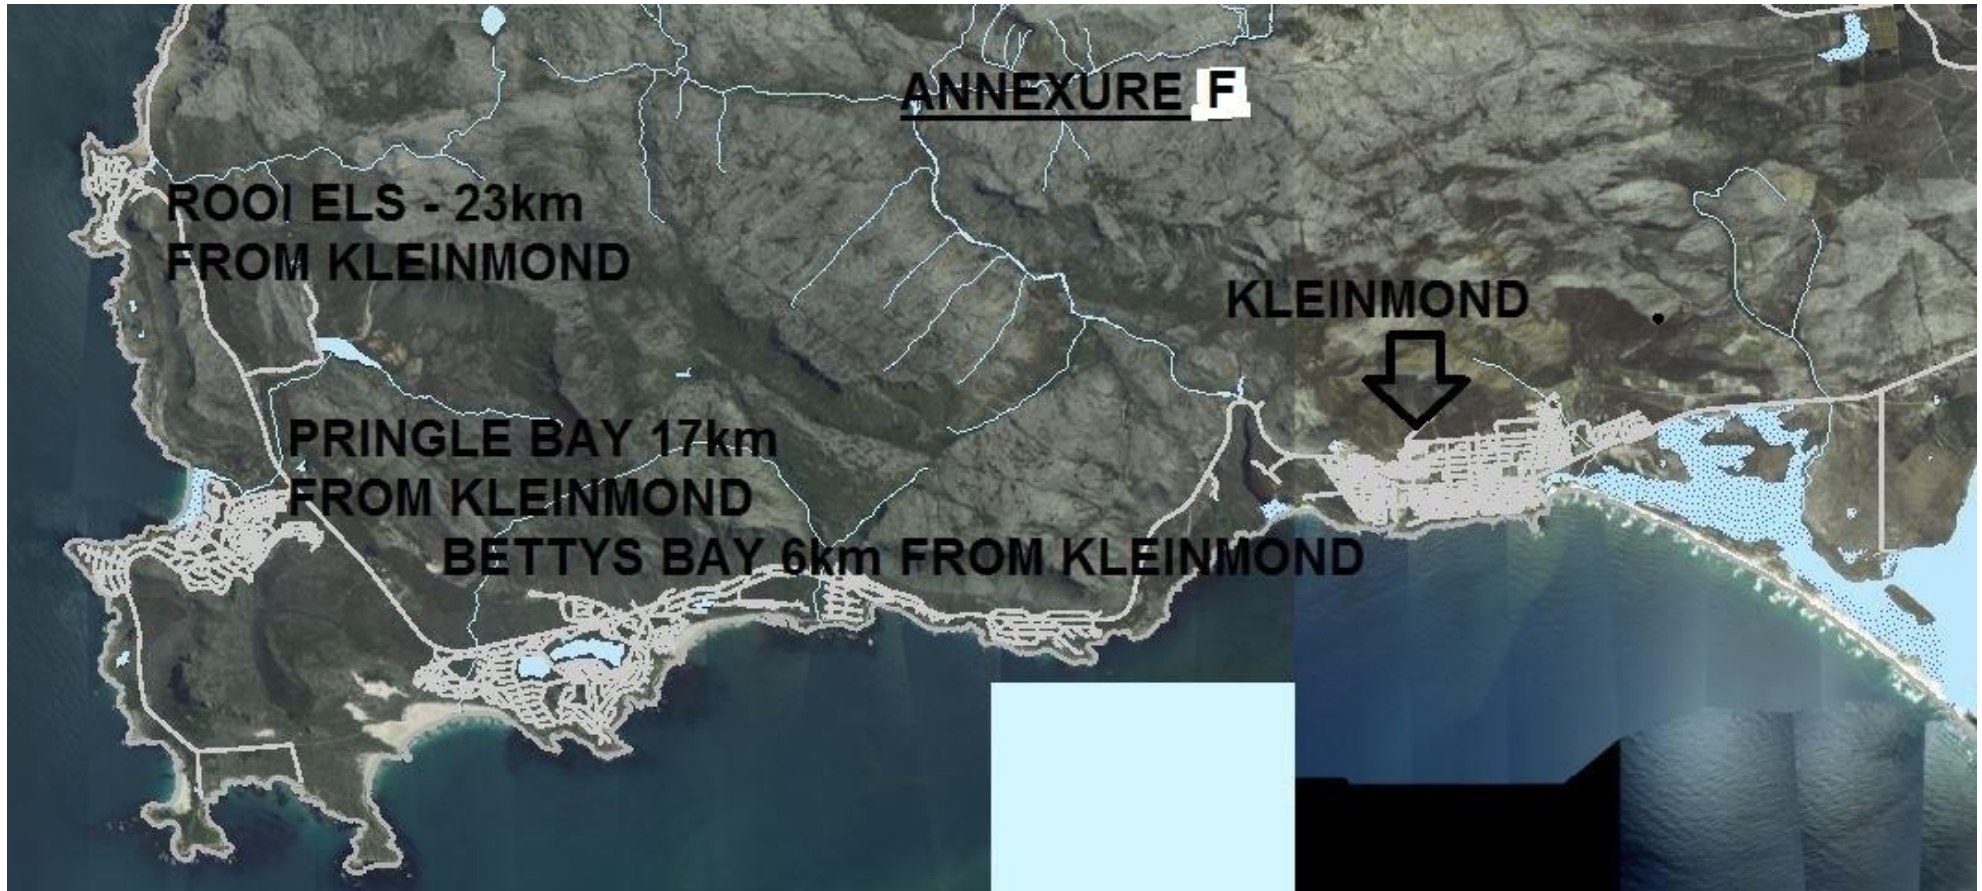 ANNEXURE F
ROOI ELS - 23km
FROM KLEINMOND
KLEINMOND
PRINGLE BAY 17km
FROM KLEINMOND
BETTYS BAY 6km FROM KLEINMOND